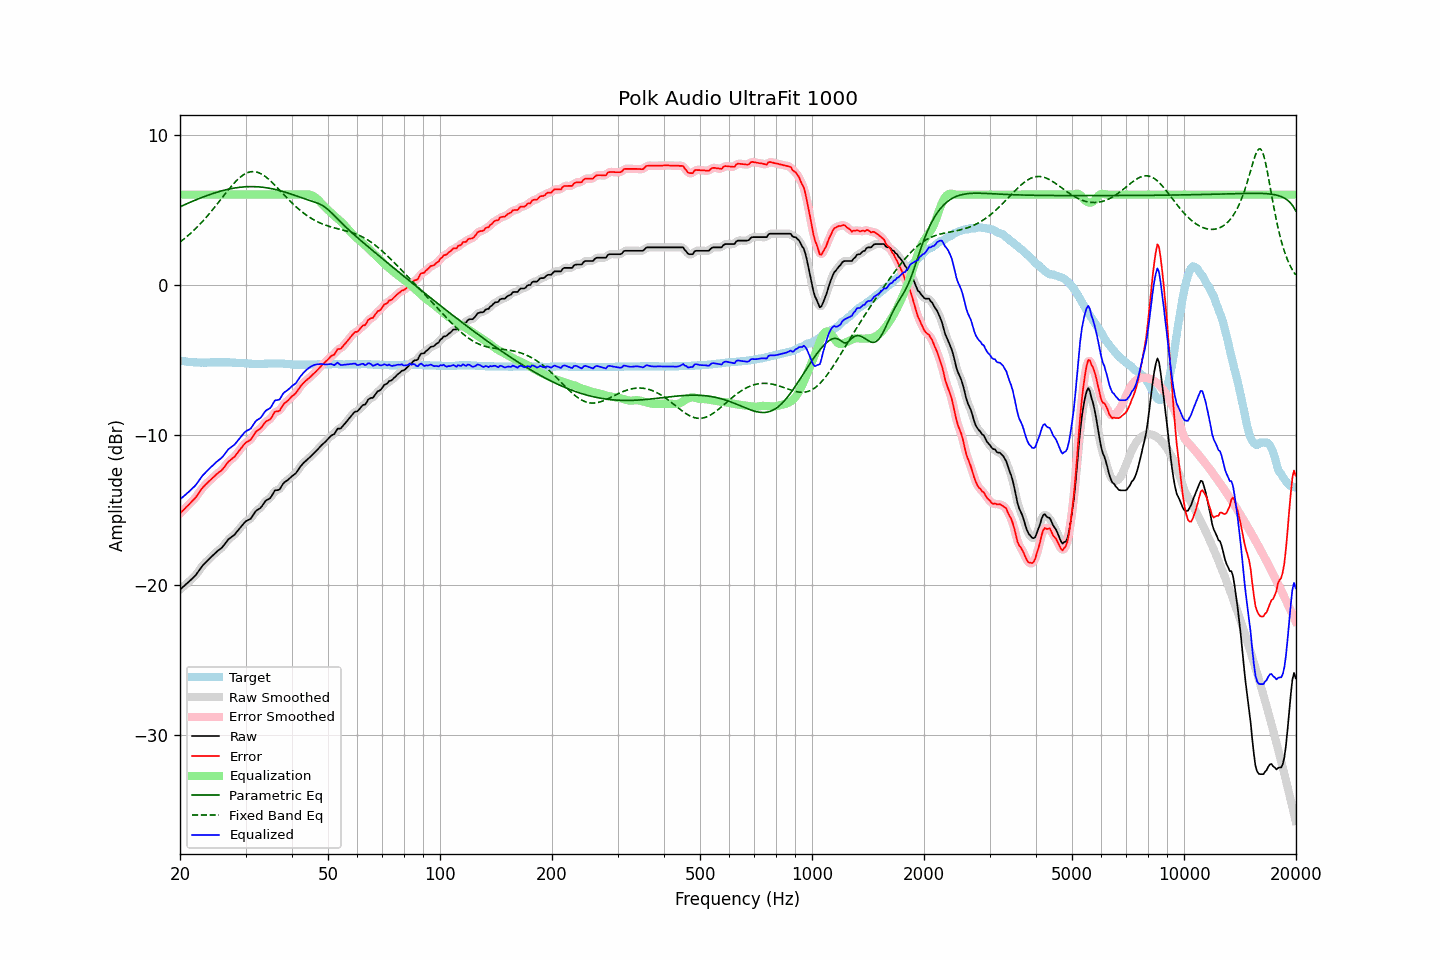 Polk Audio UltraFit 1000
Amplitude (dBr)
10
0
−10
−20
−30
Target
Raw Smoothed
Error Smoothed
Raw
Error
Equalization
Parametric Eq
Fixed Band Eq
Equalized
20 50 100 200 500 1000 2000 5000 10000 20000
Frequency (Hz)